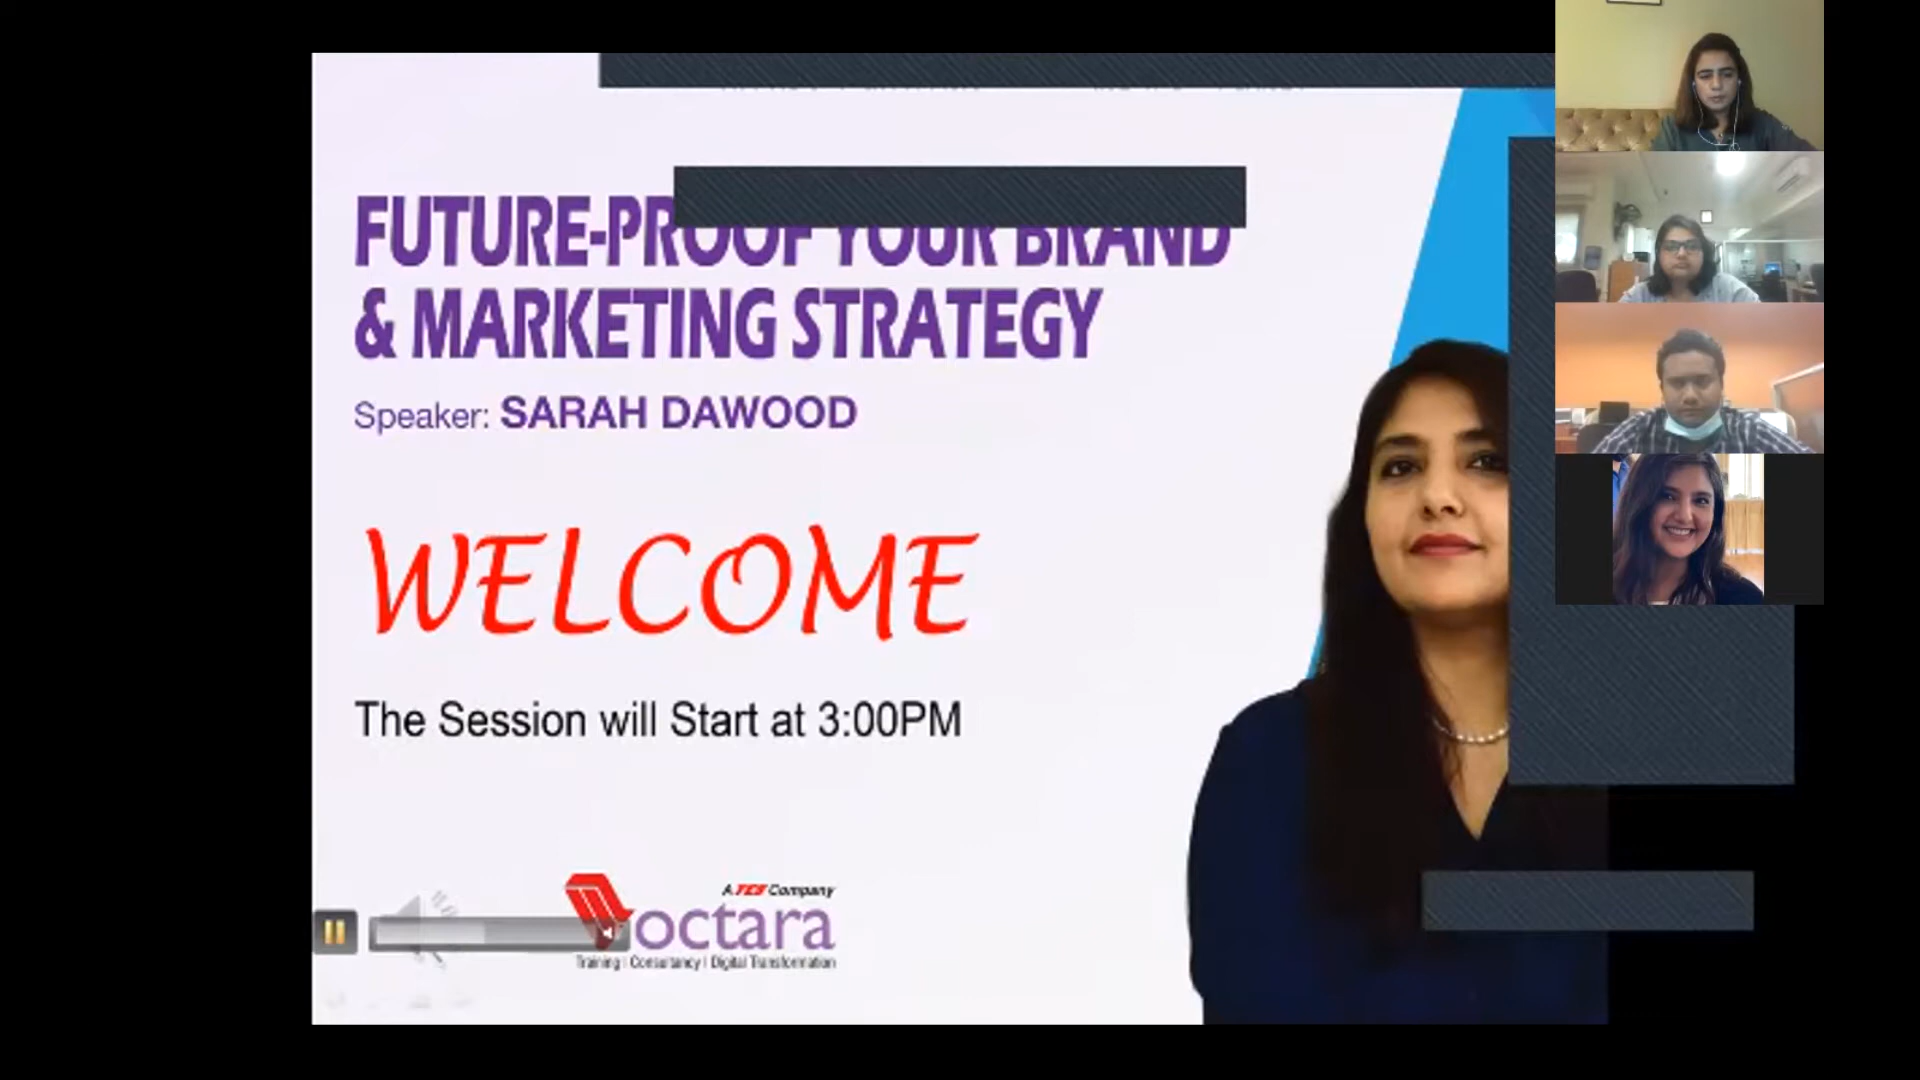 FUTURE-PROOF YOUR BRAND
& MARKETING STRATEGY
Speaker: SARAH DAWOOD
WELCOME
The Session will Start at 3:00PM
A TCS Company
octara
Training | Consultancy | Digital Transformation